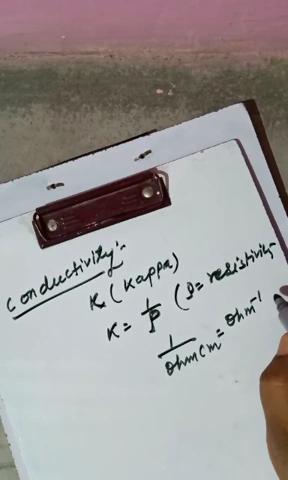 Conductivity:-
K (Kappa)
K = 1/ρ (ρ = resistivity
1/ohm cm = ohm⁻¹